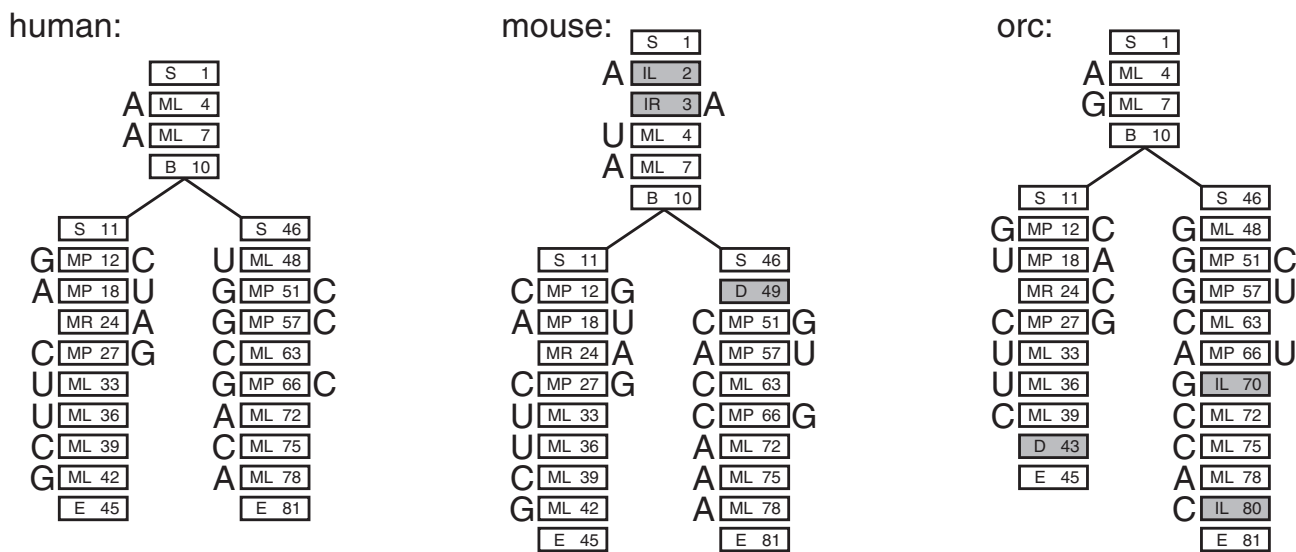 human:
S 1
A ML 4
A ML 7
B 10
S 11
G MP 12 C
A MP 18 U
MR 24 A
C MP 27 G
U ML 33
U ML 36
C ML 39
G ML 42
E 45
S 46
U ML 48
G MP 51 C
G MP 57 C
C ML 63
G MP 66 C
A ML 72
C ML 75
A ML 78
E 81
mouse:
S 1
A IL 2
IR 3 A
U ML 4
A ML 7
B 10
S 11
C MP 12 G
A MP 18 U
MR 24 A
C MP 27 G
U ML 33
U ML 36
C ML 39
G ML 42
E 45
S 46
D 49
C MP 51 G
A MP 57 U
C ML 63
C MP 66 G
A ML 72
A ML 75
A ML 78
E 81
orc:
S 1
A ML 4
G ML 7
B 10
S 11
G MP 12 C
U MP 18 A
MR 24 C
C MP 27 G
U ML 33
U ML 36
C ML 39
D 43
E 45
S 46
G ML 48
G MP 51 C
G MP 57 U
C ML 63
A MP 66 U
G IL 70
C ML 72
C ML 75
A ML 78
C IL 80
E 81